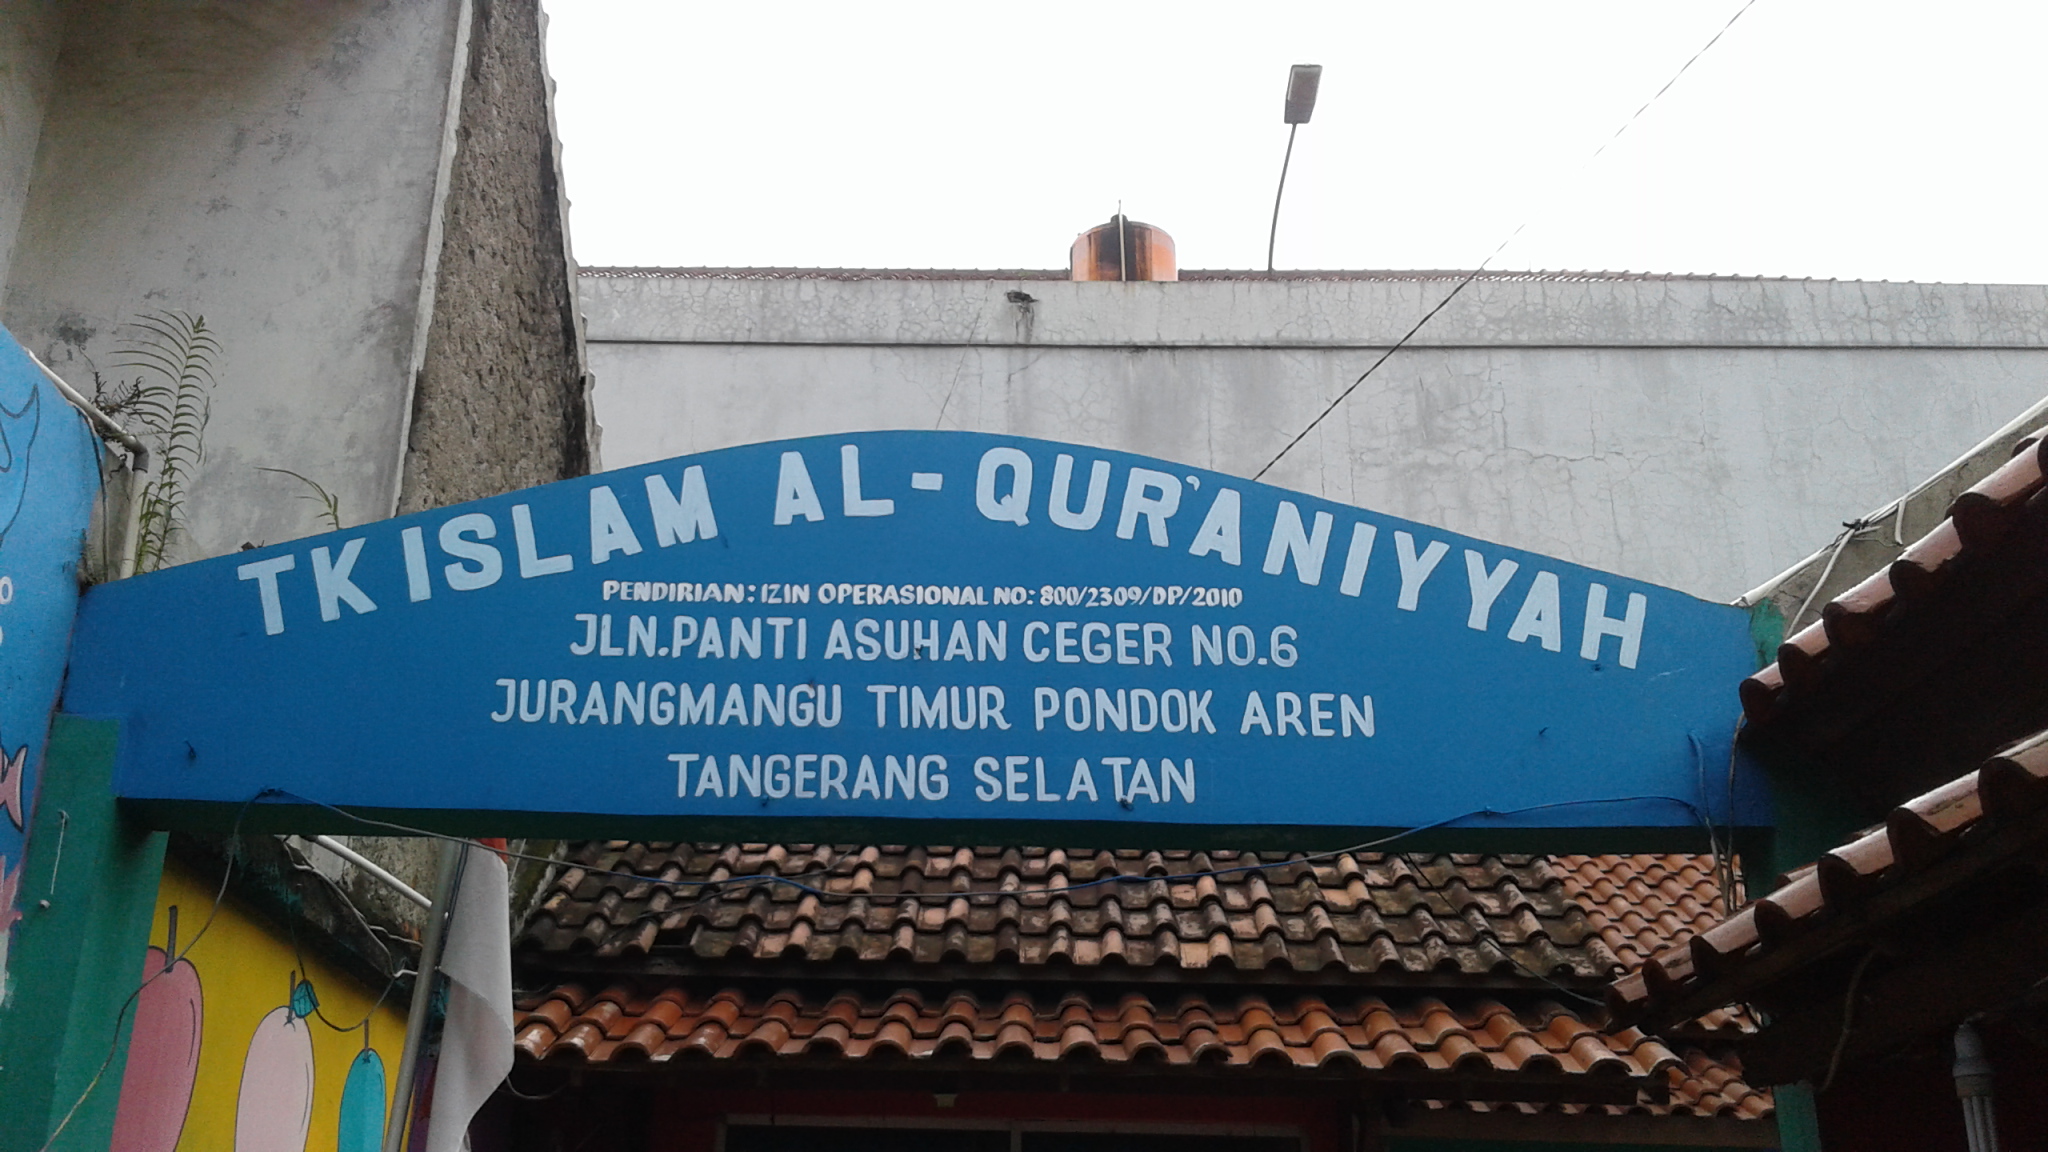 TK ISLAM AL-QUR'ANIYYAH
PENDIRIAN: IZIN OPERASIONAL NO: 800/2309/DP/2010
JLN.PANTI ASUHAN CEGER NO.6
JURANGMANGU TIMUR PONDOK AREN
TANGERANG SELATAN